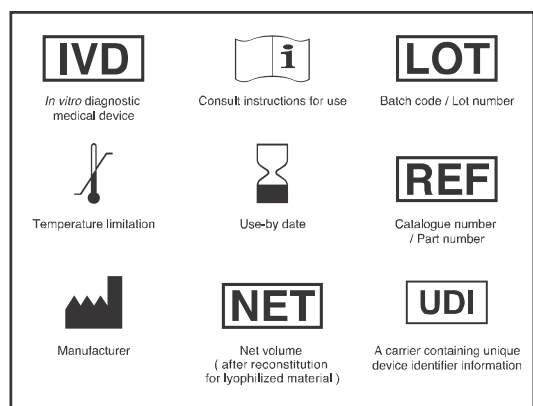 IVD
i
LOT
In vitro diagnostic
medical device
Consult instructions for use
Batch code / Lot number
REF
Temperature limitation
Use-by date
Catalogue number
/ Part number
NET
UDI
Manufacturer
Net volume
( after reconstitution
for lyophilized material )
A carrier containing unique
device identifier information